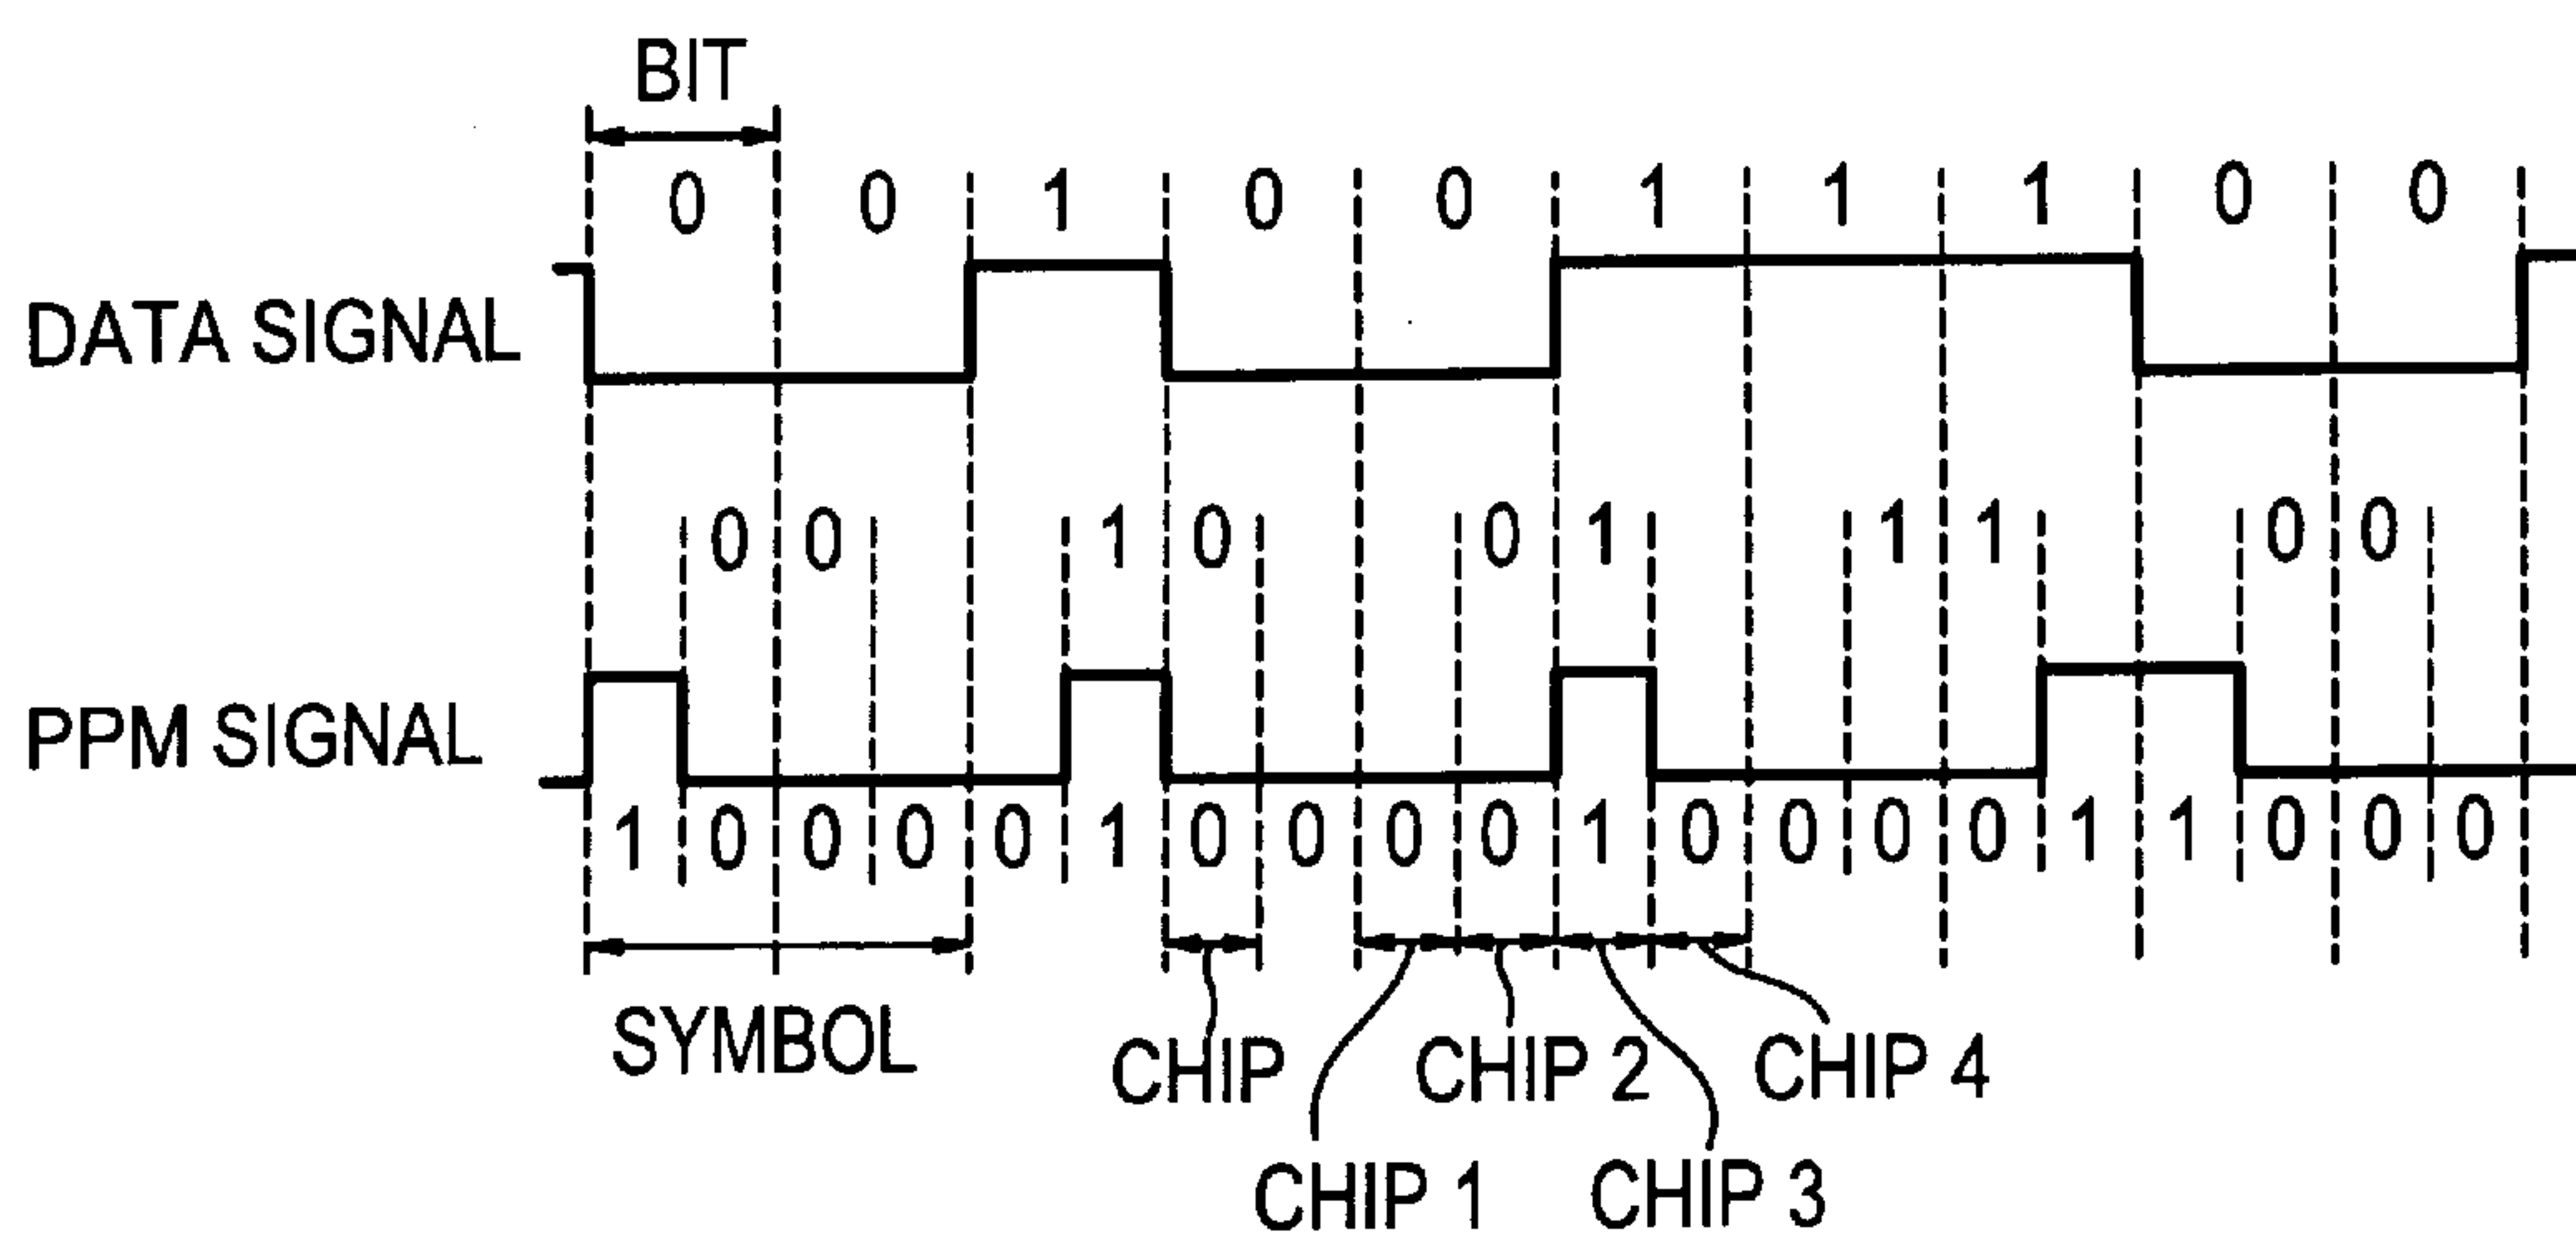 BIT
0 0 1 0 0 1 1 1 0 0
DATA SIGNAL
0 0 1 0 0 1 1 1 0 0
PPM SIGNAL
1 0 0 0 0 1 0 0 0 0 1 0 0 0 0 1 1 0 0 0
SYMBOL
CHIP CHIP 2 CHIP 4
CHIP 1 CHIP 3